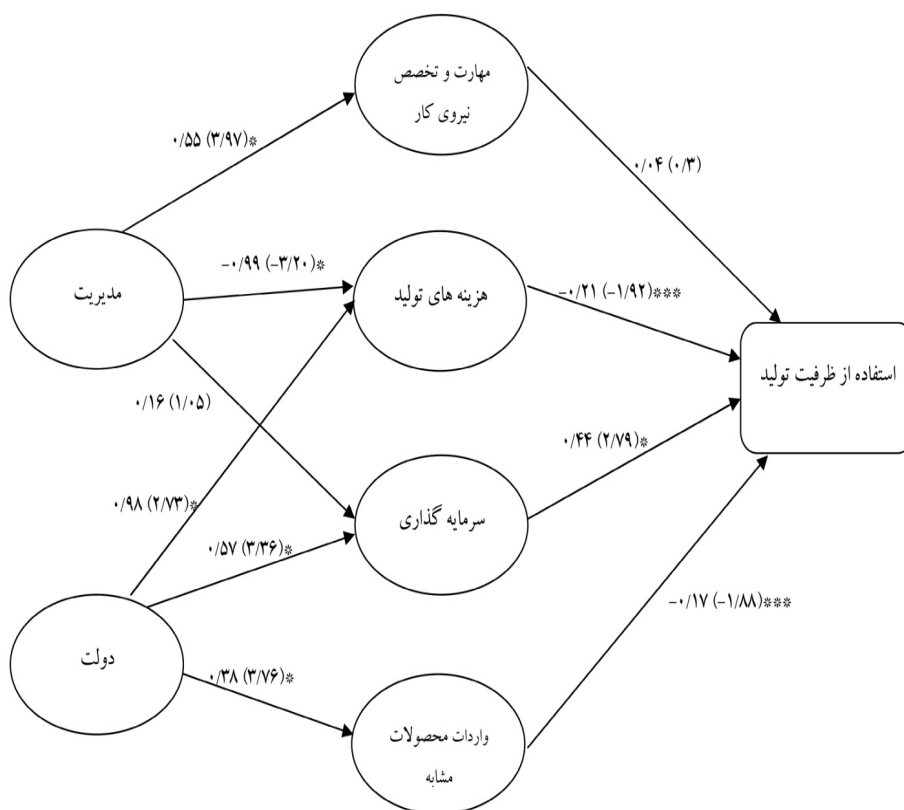 مهارت و تخصص
نیروی کار
۰/۵۵ (۳/۹۷)*
۰/۰۴ (۰/۳)
-۰/۹۹ (-۳/۲۰)*
مدیریت
هزینه های تولید
-۰/۲۱ (-۱/۹۲)***
استفاده از ظرفیت تولید
۰/۱۶ (۱/۰۵)
۰/۴۴ (۲/۷۹)*
۰/۹۸ (۲/۷۳)*
سرمایه گذاری
۰/۵۷ (۳/۳۶)*
-۰/۱۷ (-۱/۸۸)***
دولت
۰/۳۸ (۳/۷۶)*
واردات محصولات
مشابه